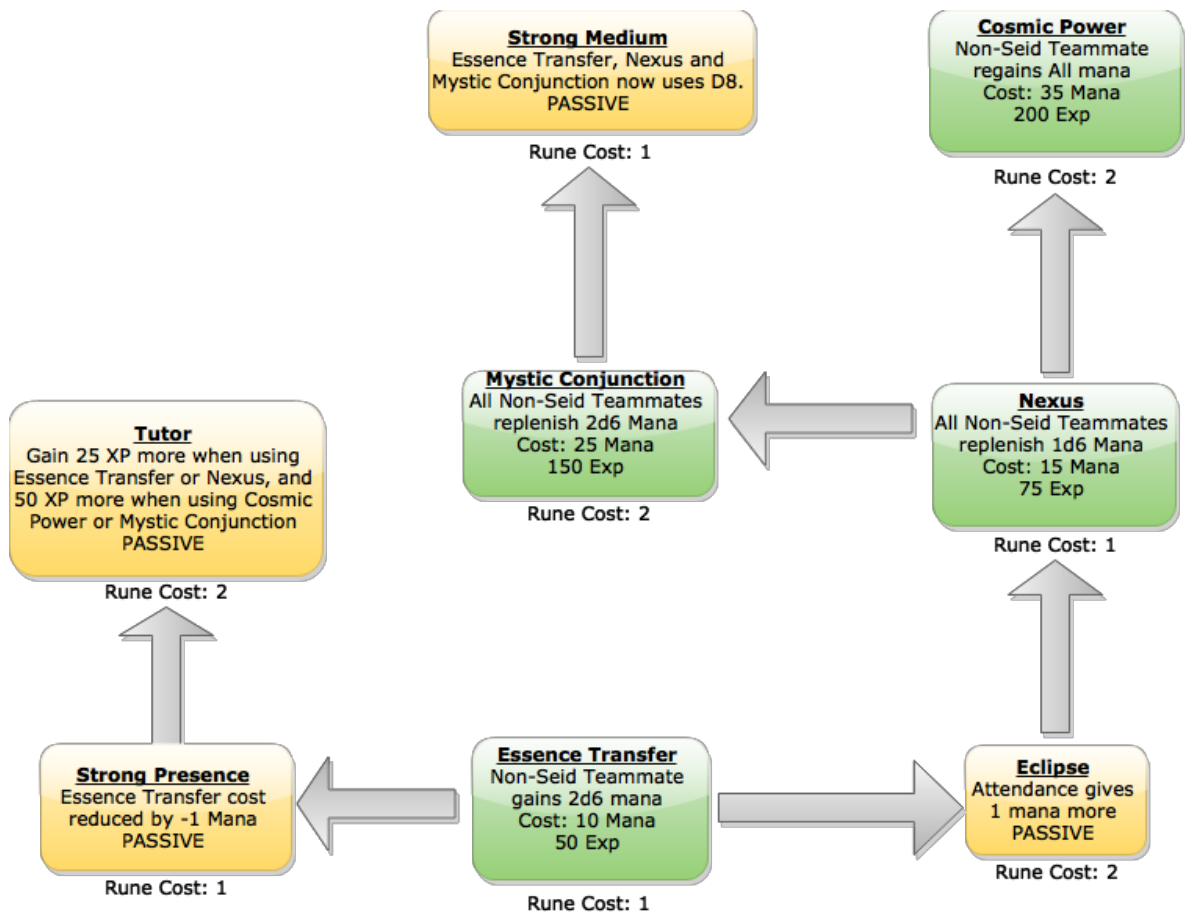 Strong Medium
Essence Transfer, Nexus and
Mystic Conjunction now uses D8.
PASSIVE
Rune Cost: 1
Cosmic Power
Non-Seid Teammate
regains All mana
Cost: 35 Mana
200 Exp
Rune Cost: 2
Mystic Conjunction
All Non-Seid Teammates
replenish 2d6 Mana
Cost: 25 Mana
150 Exp
Rune Cost: 2
Nexus
All Non-Seid Teammates
replenish 1d6 Mana
Cost: 15 Mana
75 Exp
Rune Cost: 1
Tutor
Gain 25 XP more when using
Essence Transfer or Nexus, and
50 XP more when using Cosmic
Power or Mystic Conjunction
PASSIVE
Rune Cost: 2
Strong Presence
Essence Transfer cost
reduced by -1 Mana
PASSIVE
Rune Cost: 1
Essence Transfer
Non-Seid Teammate
gains 2d6 mana
Cost: 10 Mana
50 Exp
Rune Cost: 1
Eclipse
Attendance gives
1 mana more
PASSIVE
Rune Cost: 2